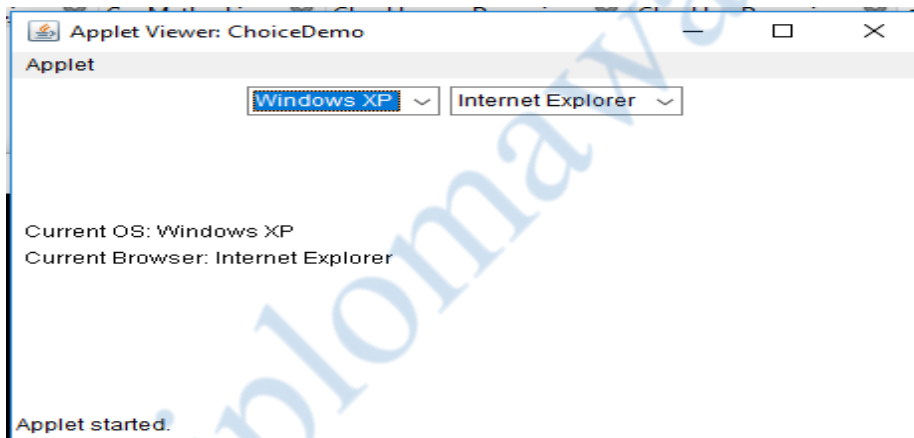 Applet Viewer: ChoiceDemo
Applet
Windows XP Internet Explorer
Current OS: Windows XP
Current Browser: Internet Explorer
Applet started.